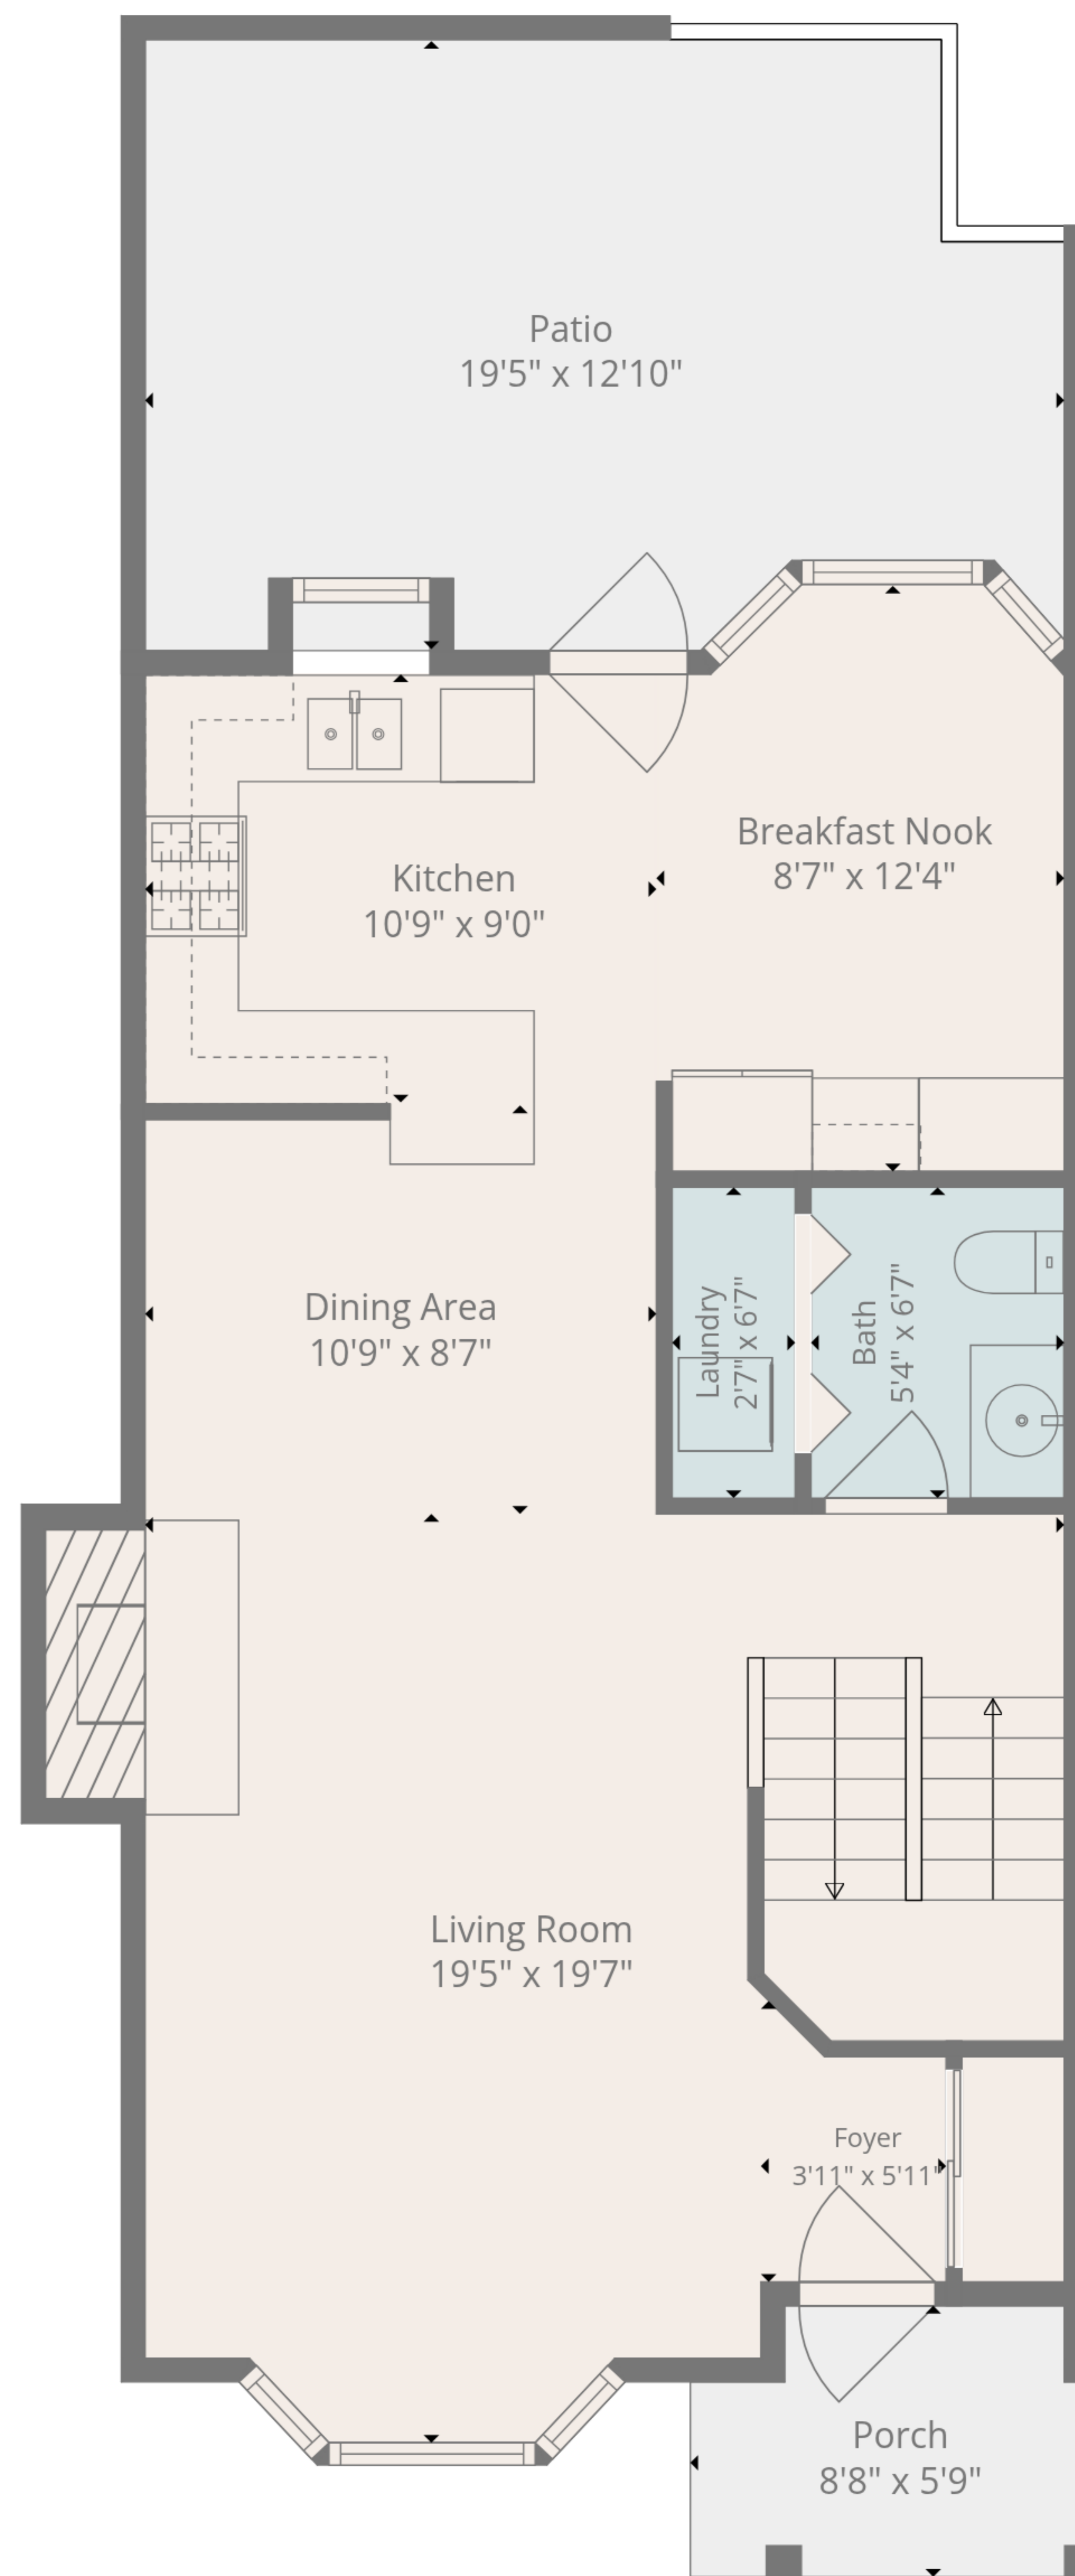 Patio
19'5" x 12'10"
Breakfast Nook
8'7" x 12'4"
Kitchen
10'9" x 9'0"
Dining Area
10'9" x 8'7"
Laundry
2'7" x 6'7"
Bath
5'4" x 6'7"
Living Room
19'5" x 19'7"
Foyer
3'11" x 5'11"
Porch
8'8" x 5'9"